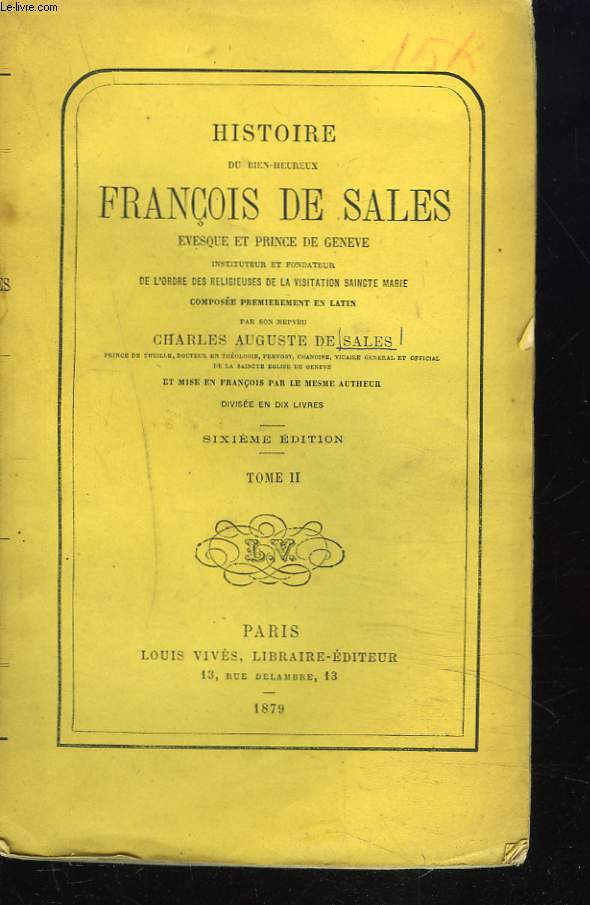 Le-livre.com
15k
HISTOIRE
DU BIEN-HEUREUX
FRANÇOIS DE SALES
EVESQUE ET PRINCE DE GENEVE
INSTITUTEUR ET FONDATEUR
DE L'ORDRE DES RELIGIEUSES DE LA VISITATION SAINCTE MARIE
COMPOSÉE PREMIEREMENT EN LATIN
PAR SON NEPVEU
CHARLES AUGUSTE DE SALES
PRINCE DE THUILLE, DOCTEUR EN THÉOLOGIE, PREVOST, CHANOINE, VICAIRE GENERAL ET OFFICIAL
DE LA SAINCTE EGLISE DE GENEVE
ET MISE EN FRANÇOIS PAR LE MESME AUTHEUR
DIVISÉE EN DIX LIVRES
SIXIÈME ÉDITION
TOME II
L.V.
PARIS
LOUIS VIVÈS, LIBRAIRE-ÉDITEUR
13, RUE DELAMBRE, 13
1879
ES